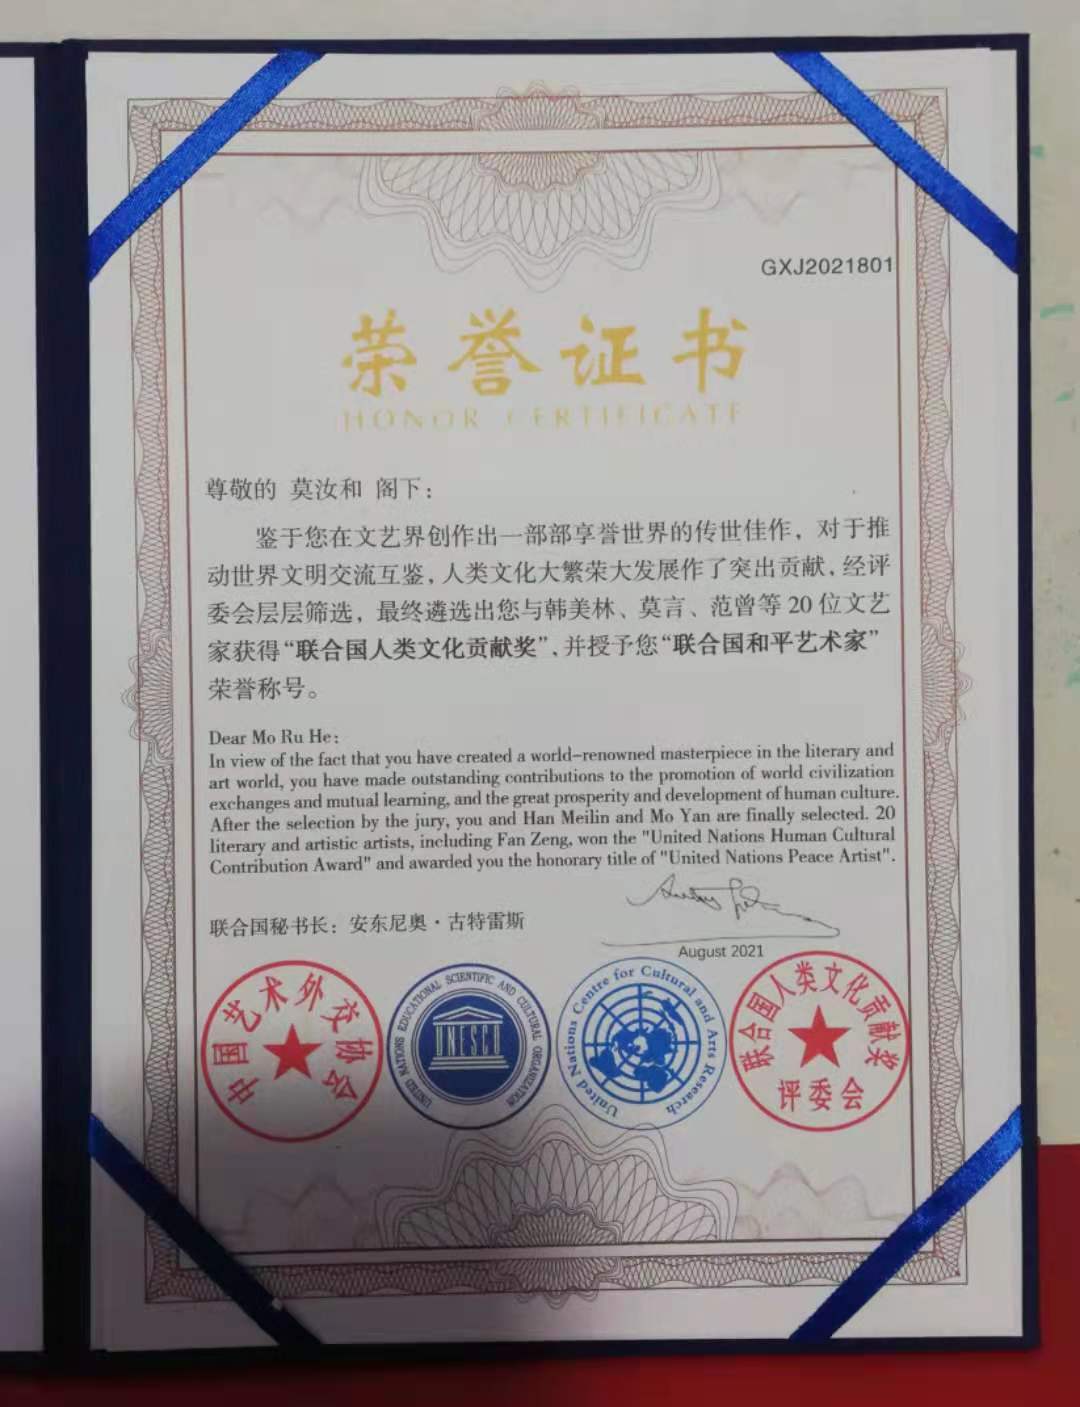 GXJ2021801
荣誉证书
HONOR CERTIFICATE
尊敬的 莫汝和 阁下：
鉴于您在文艺界创作出一部部享誉世界的传世佳作，对于推
动世界文明交流互鉴，人类文化大繁荣大发展作了突出贡献，经评
委会层层筛选，最终遴选出您与韩美林、莫言、范曾等 20 位文艺
家获得“联合国人类文化贡献奖”，并授予您“联合国和平艺术家”
荣誉称号。
Dear Mo Ru He:
In view of the fact that you have created a world-renowned masterpiece in the literary and
art world, you have made outstanding contributions to the promotion of world civilization
exchanges and mutual learning, and the great prosperity and development of human culture.
After the selection by the jury, you and Han Meilin and Mo Yan are finally selected. 20
literary and artistic artists, including Fan Zeng, won the "United Nations Human Cultural
Contribution Award" and awarded you the honorary title of "United Nations Peace Artist".
联合国秘书长：安东尼奥·古特雷斯
August 2021
中国艺术外交协会
UNITED NATIONS EDUCATIONAL SCIENTIFIC AND CULTURAL ORGANIZATION
UNESCO
United Nations Centre for Cultural and Arts Research
联合国人类文化贡献奖
评委会